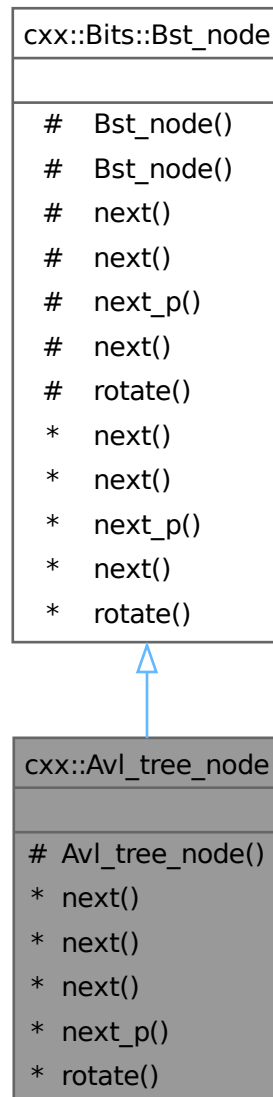 cxx::Bits::Bst_node
# Bst_node()
# Bst_node()
# next()
# next()
# next_p()
# next()
# rotate()
* next()
* next()
* next_p()
* next()
* rotate()
cxx::Avl_tree_node
# Avl_tree_node()
* next()
* next()
* next()
* next_p()
* rotate()